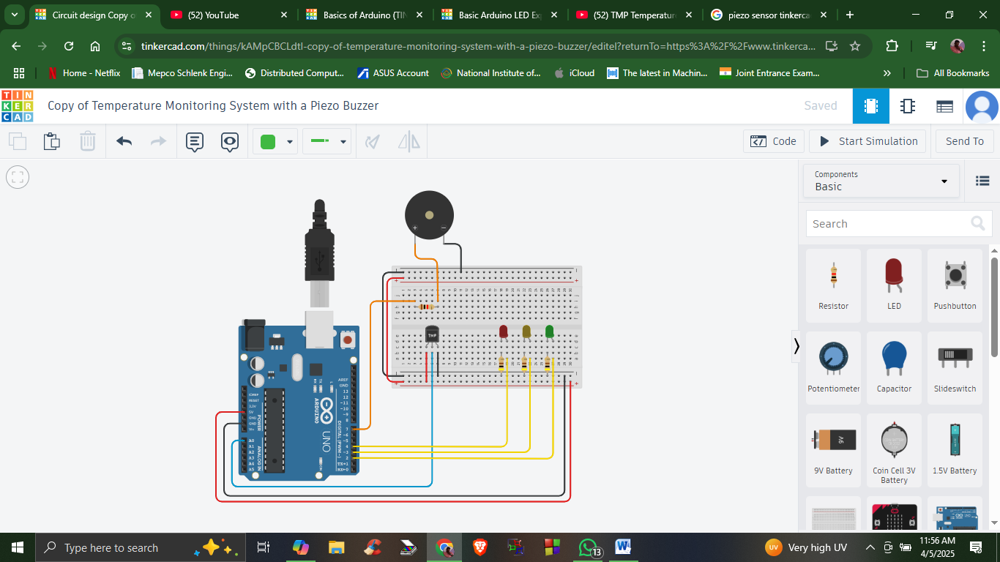 Circuit design Copy o
(52) YouTube
Basics of Arduino (TIN
Basic Arduino LED Ex
(52) TMP Temperatur
piezo sensor tinkerca
tinkercad.com/things/kAMpCBCLdtl-copy-of-temperature-monitoring-system-with-a-piezo-buzzer/editel?returnTo=https%3A%2F%2Fwww.tinkerca...
Home - Netflix
Mepco Schlenk Engi...
Distributed Comput...
ASUS Account
National Institute of...
iCloud
The latest in Machin...
Joint Entrance Exam...
All Bookmarks
TINKERCAD
Copy of Temperature Monitoring System with a Piezo Buzzer
Saved
Code
Start Simulation
Send To
Components
Basic
Search
Resistor
LED
Pushbutton
Potentiometer
Capacitor
Slideswitch
9V
9V Battery
Coin Cell 3V Battery
1.5V Battery
TMP
IOREF
RESET
3.3V
5V
GND
GND
Vin
POWER
A0
A1
A2
A3
A4
A5
ANALOG IN
AREF
GND
13
12
~11
~10
~9
8
7
~6
~5
4
~3
2
TX→1
RX←0
DIGITAL (PWM~)
TX
RX
L
ON
ARDUINO
UNO
Type here to search
13
UV
Very high UV
11:56 AM
4/5/2025